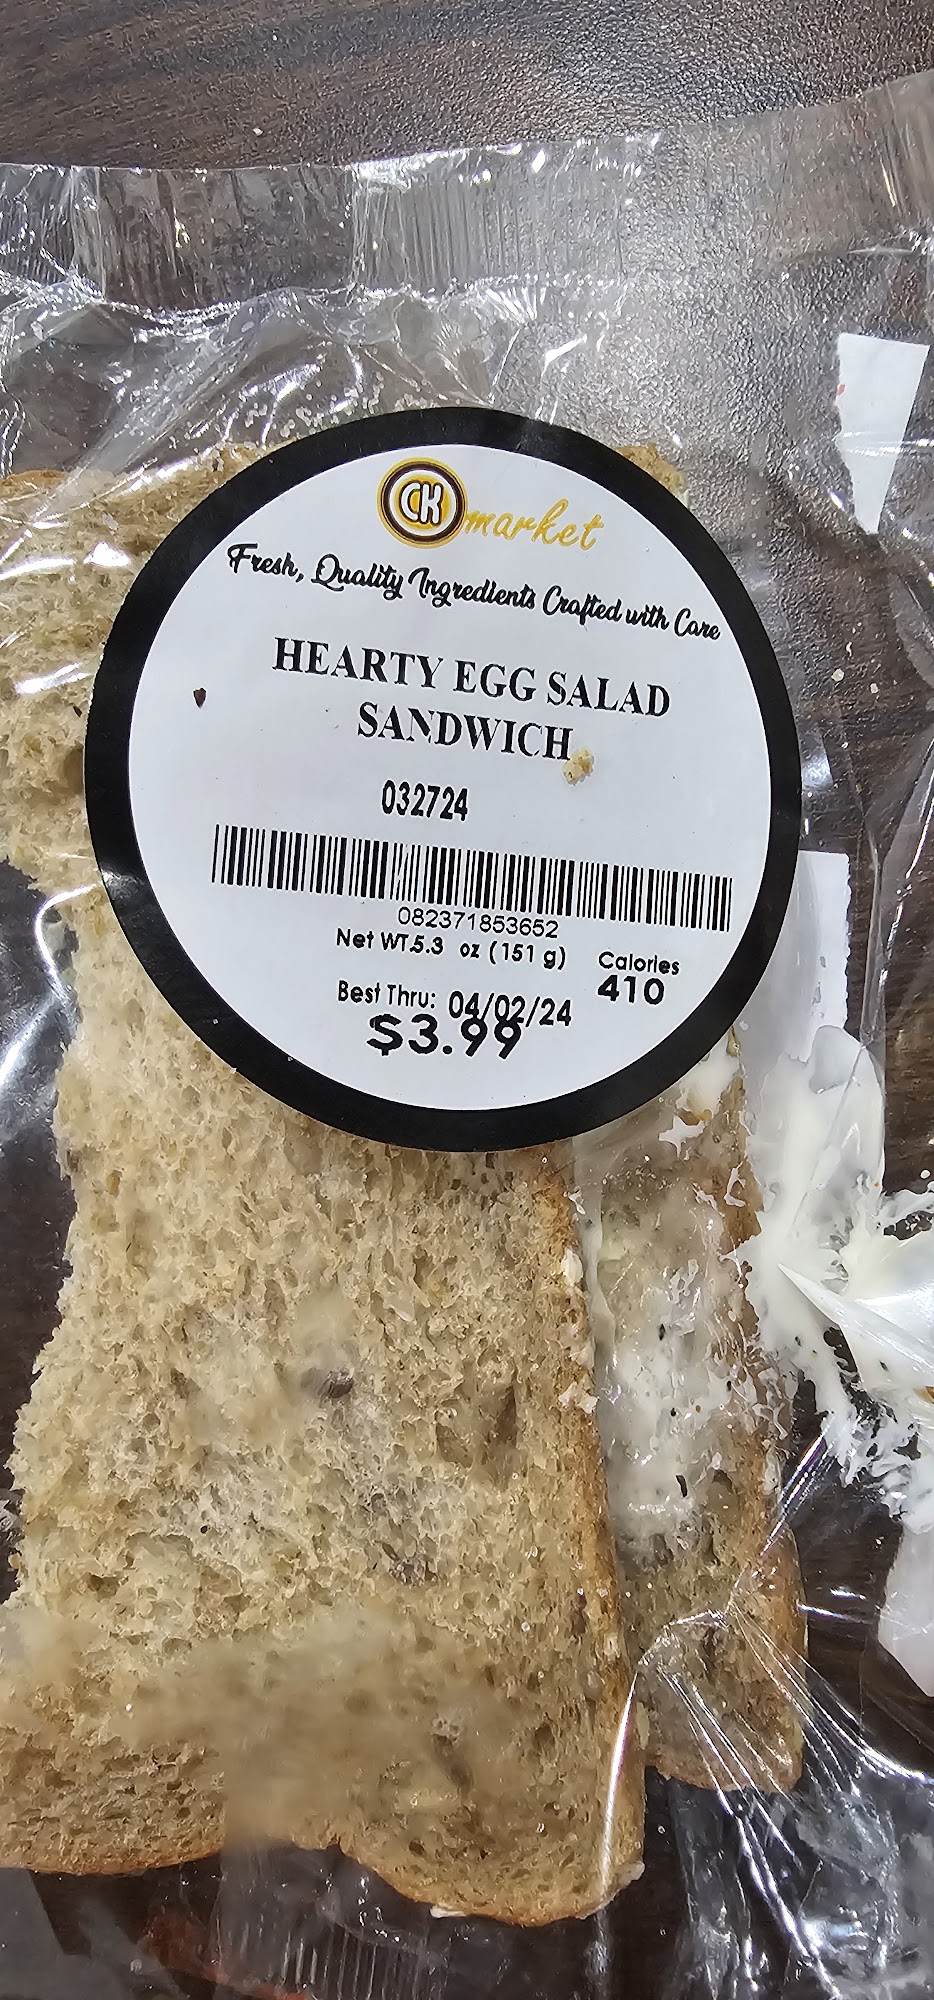 CK market
Fresh, Quality Ingredients Crafted with Care
HEARTY EGG SALAD
SANDWICH
032724
082371853652
Net WT.5.3 oz (151 g)
Calories
410
Best Thru: 04/02/24
$3.99